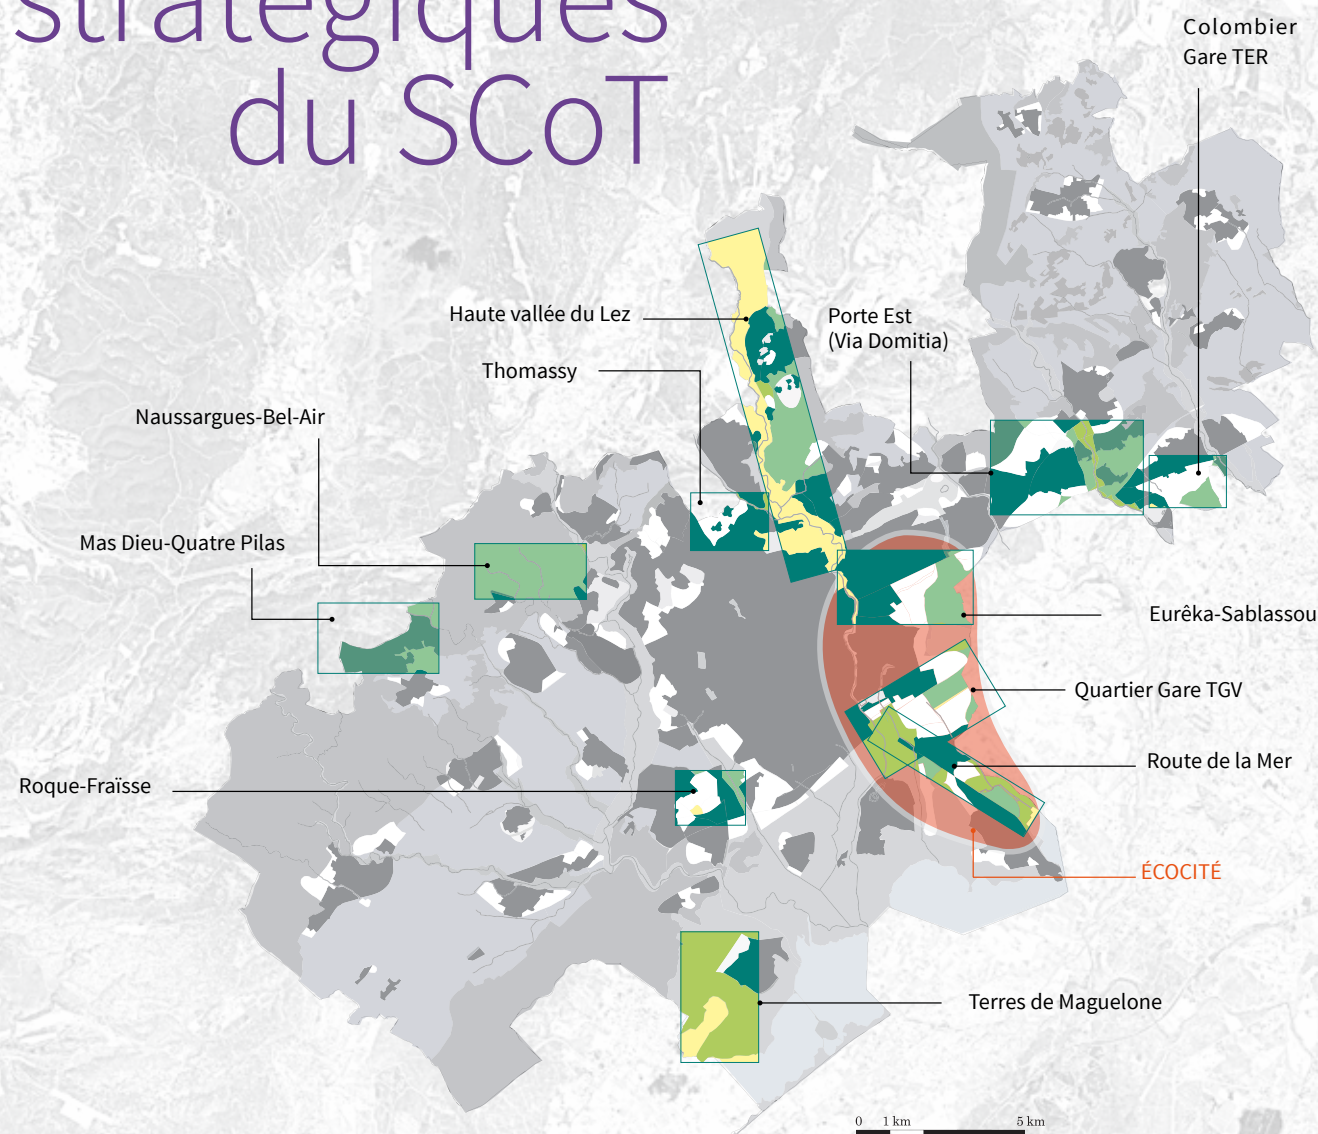 stratégiques
du SCoT
Colombier
Gare TER
Haute vallée du Lez
Porte Est
(Via Domitia)
Thomassy
Naussargues-Bel-Air
Mas Dieu-Quatre Pilas
Eurêka-Sablassou
Quartier Gare TGV
Route de la Mer
Roque-Fraïsse
ÉCOCITÉ
Terres de Maguelone
0 1 km 5 km